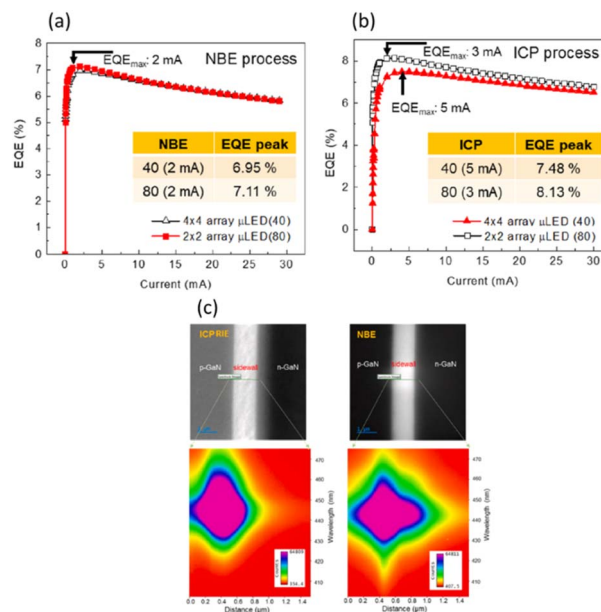 (a)
EQEmax: 2 mA
NBE process
EQE (%)
8
7
6
5
4
3
2
1
0
NBE EQE peak
40 (2 mA) 6.95 %
80 (2 mA) 7.11 %
4x4 array μLED(40)
2x2 array μLED(80)
0 5 10 15 20 25 30
Current (mA)
(b)
EQEmax: 3 mA
ICP process
EQEmax: 5 mA
EQE (%)
8
6
4
2
0
ICP EQE peak
40 (5 mA) 7.48 %
80 (3 mA) 8.13 %
4x4 array μLED (40)
2x2 array μLED (80)
0 5 10 15 20 25 30
Current (mA)
(c)
ICP RIE
p-GaN sidewall n-GaN
NBE
p-GaN sidewall n-GaN
470
460
450
440
430
420
410
Wavelength (nm)
Counts
0.0 0.2 0.4 0.6 0.8 1.0 1.2 1.4
Distance (μm)
470
460
450
440
430
420
410
Wavelength (nm)
Counts
0.0 0.2 0.4 0.6 0.8 1.0 1.2 1.4
Distance (μm)